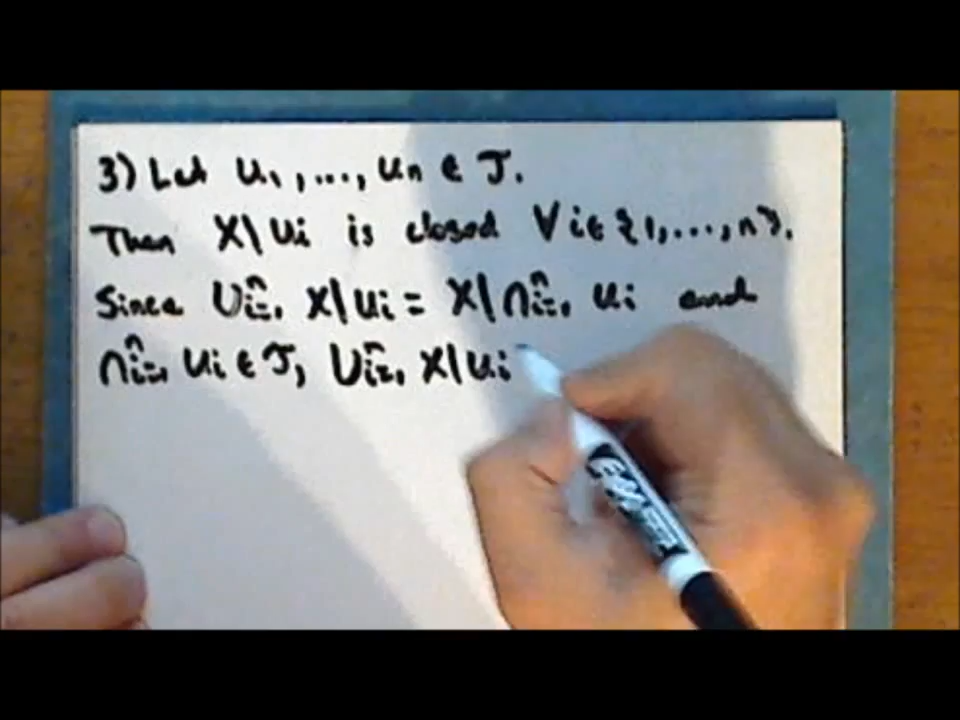 3) Let U₁, ..., Uₙ ∈ T.
Then X\Ui is closed ∀i∈{1,...,n}.
Since ⋃ⁿᵢ₌₁ X\Ui = X\⋂ⁿᵢ₌₁ Ui and
⋂ⁿᵢ₌₁ Ui ∈ T, ⋃ⁿᵢ₌₁ X\Ui